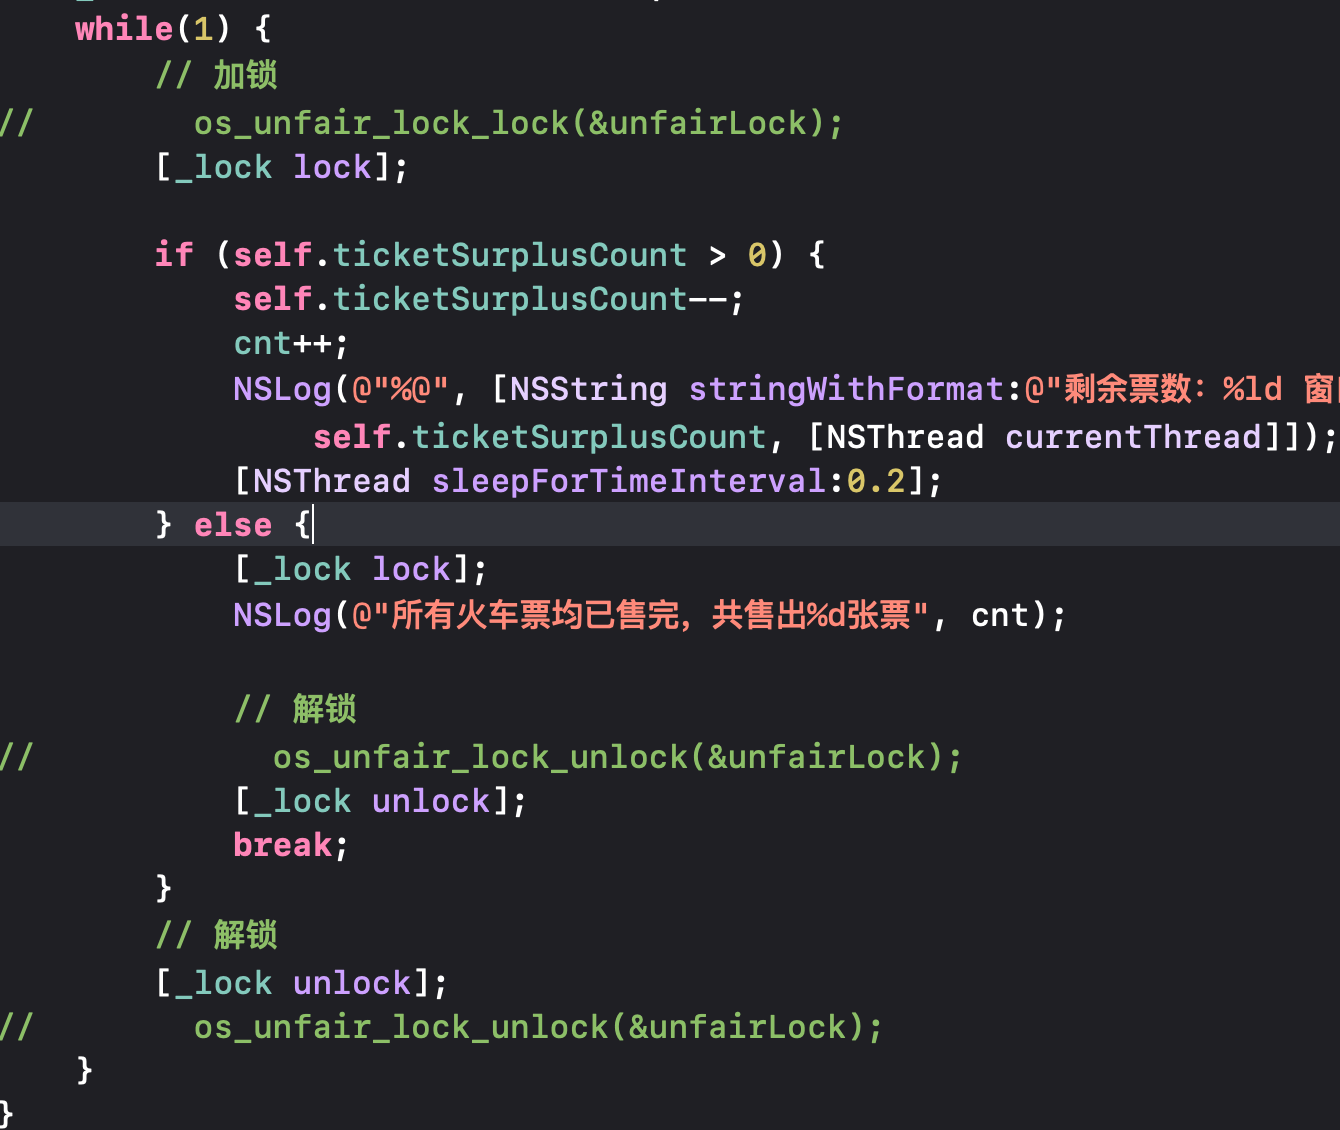 while(1) {
// 加锁
// os_unfair_lock_lock(&unfairLock);
[_lock lock];
if (self.ticketSurplusCount > 0) {
self.ticketSurplusCount--;
cnt++;
NSLog(@"%@", [NSString stringWithFormat:@"剩余票数：%ld 窗
self.ticketSurplusCount, [NSThread currentThread]]);
[NSThread sleepForTimeInterval:0.2];
} else {
[_lock lock];
NSLog(@"所有火车票均已售完，共售出%d张票", cnt);
// 解锁
// os_unfair_lock_unlock(&unfairLock);
[_lock unlock];
break;
}
// 解锁
[_lock unlock];
// os_unfair_lock_unlock(&unfairLock);
}
}